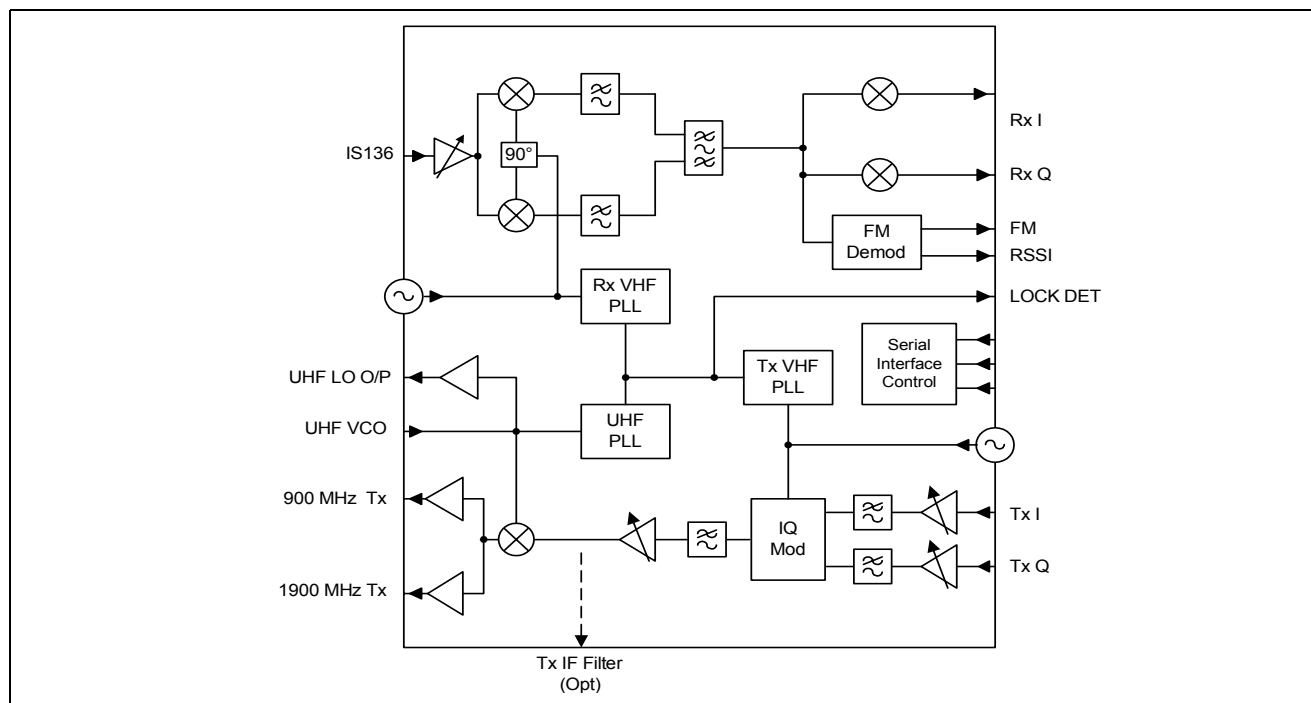 IS136
90°
Rx I
Rx Q
FM
Demod
FM
RSSI
Rx VHF
PLL
LOCK DET
Serial
Interface
Control
UHF LO O/P
Tx VHF
PLL
UHF VCO
UHF
PLL
900 MHz Tx
IQ
Mod
Tx I
Tx Q
1900 MHz Tx
Tx IF Filter
(Opt)